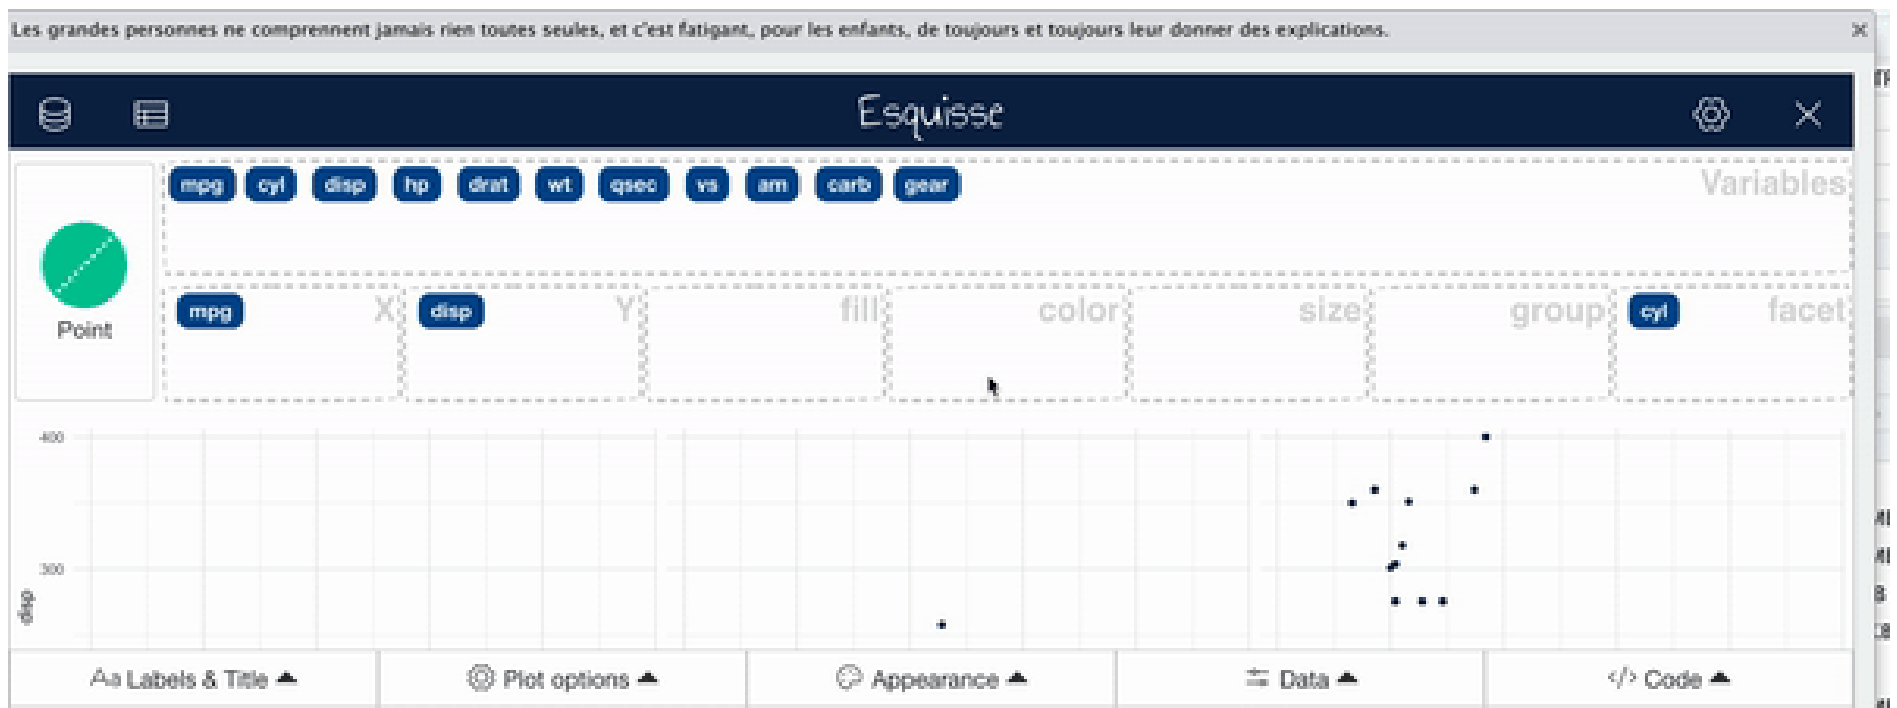 Les grandes personnes ne comprennent jamais rien toutes seules, et c'est fatigant, pour les enfants, de toujours et toujours leur donner des explications.
Esquisse
mpg cyl disp hp drat wt qsec vs am carb gear Variables
mpg X disp Y fill color size group cyl facet
Point
400
300
disp
Aa Labels & Title Plot options Appearance Data </> Code